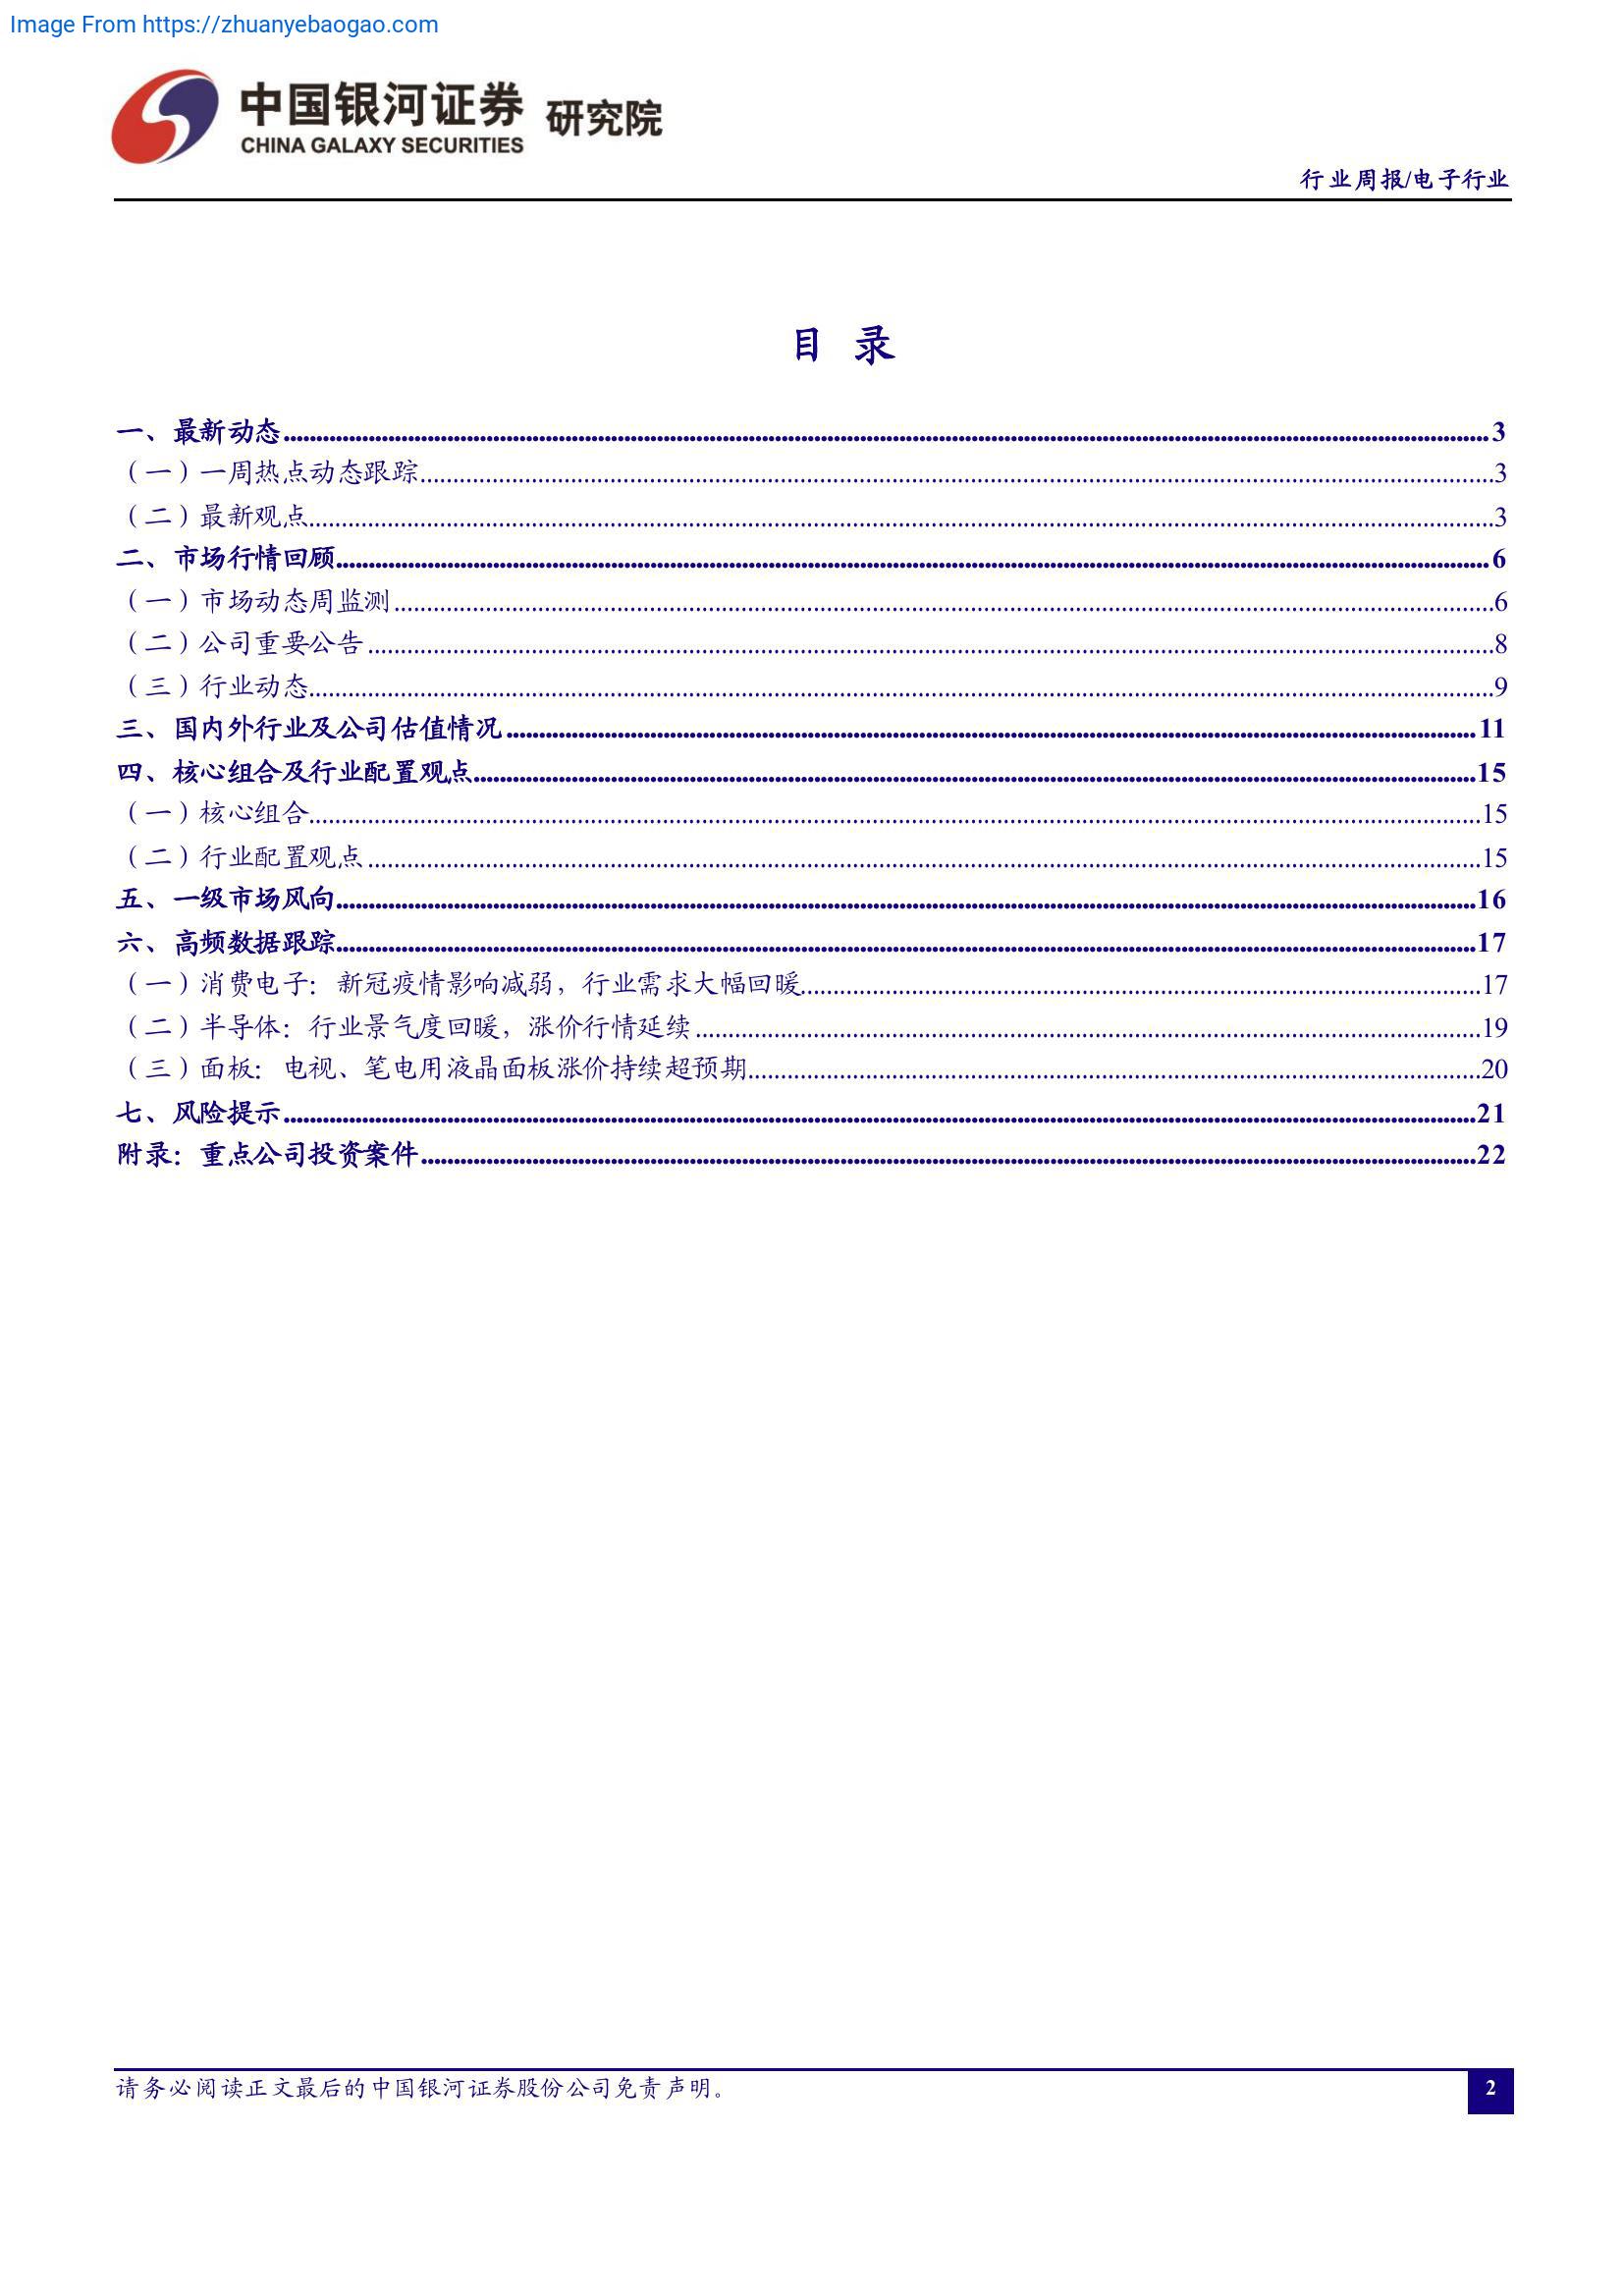 Image From https://zhuanyebaogao.com
中国银河证券 研究院
CHINA GALAXY SECURITIES
行业周报/电子行业
目 录
一、最新动态 3
（一）一周热点动态跟踪 3
（二）最新观点 3
二、市场行情回顾 6
（一）市场动态周监测 6
（二）公司重要公告 8
（三）行业动态 9
三、国内外行业及公司估值情况 11
四、核心组合及行业配置观点 15
（一）核心组合 15
（二）行业配置观点 15
五、一级市场风向 16
六、高频数据跟踪 17
（一）消费电子：新冠疫情影响减弱，行业需求大幅回暖 17
（二）半导体：行业景气度回暖，涨价行情延续 19
（三）面板：电视、笔电用液晶面板涨价持续超预期 20
七、风险提示 21
附录：重点公司投资案件 22
请务必阅读正文最后的中国银河证券股份公司免责声明。
2